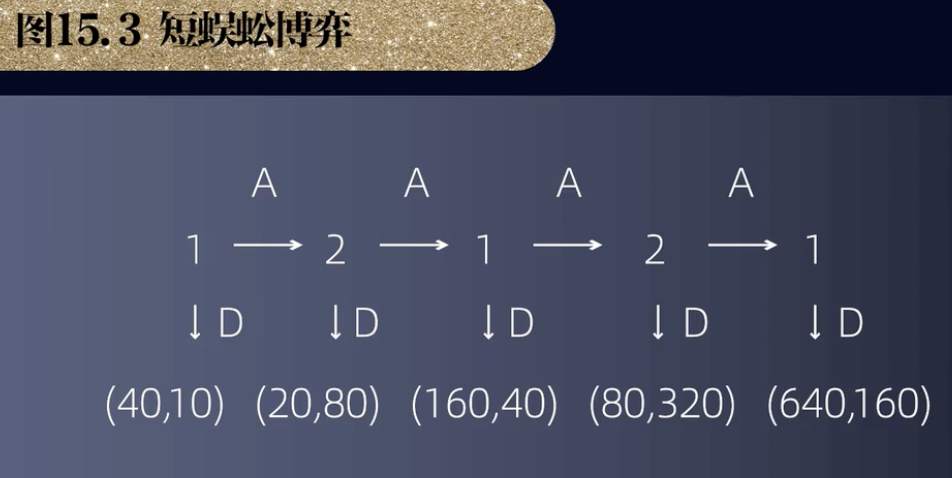 图15.3 短蜈蚣博弈
A A A A
1 → 2 → 1 → 2 → 1
↓ D ↓ D ↓ D ↓ D ↓ D
(40,10) (20,80) (160,40) (80,320) (640,160)